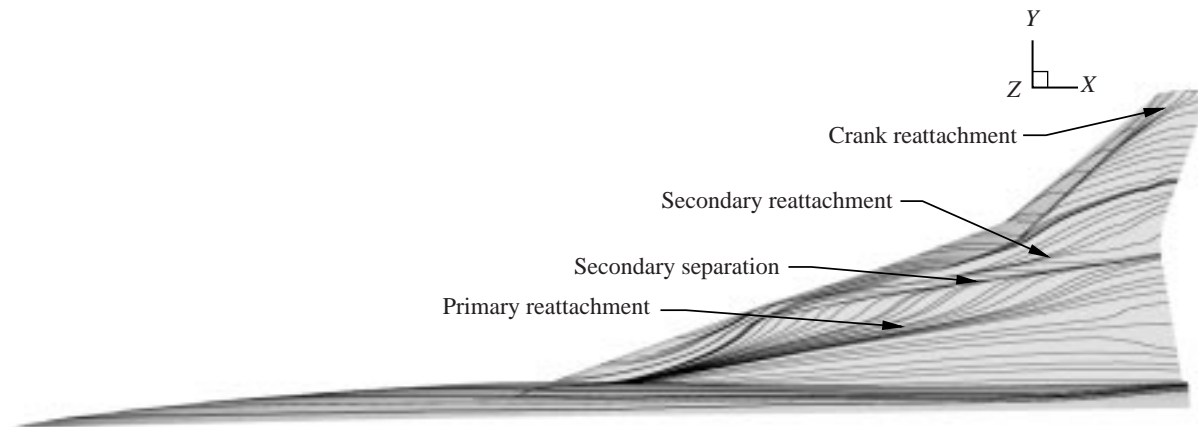 Y
Z
X
Crank reattachment
Secondary reattachment
Secondary separation
Primary reattachment